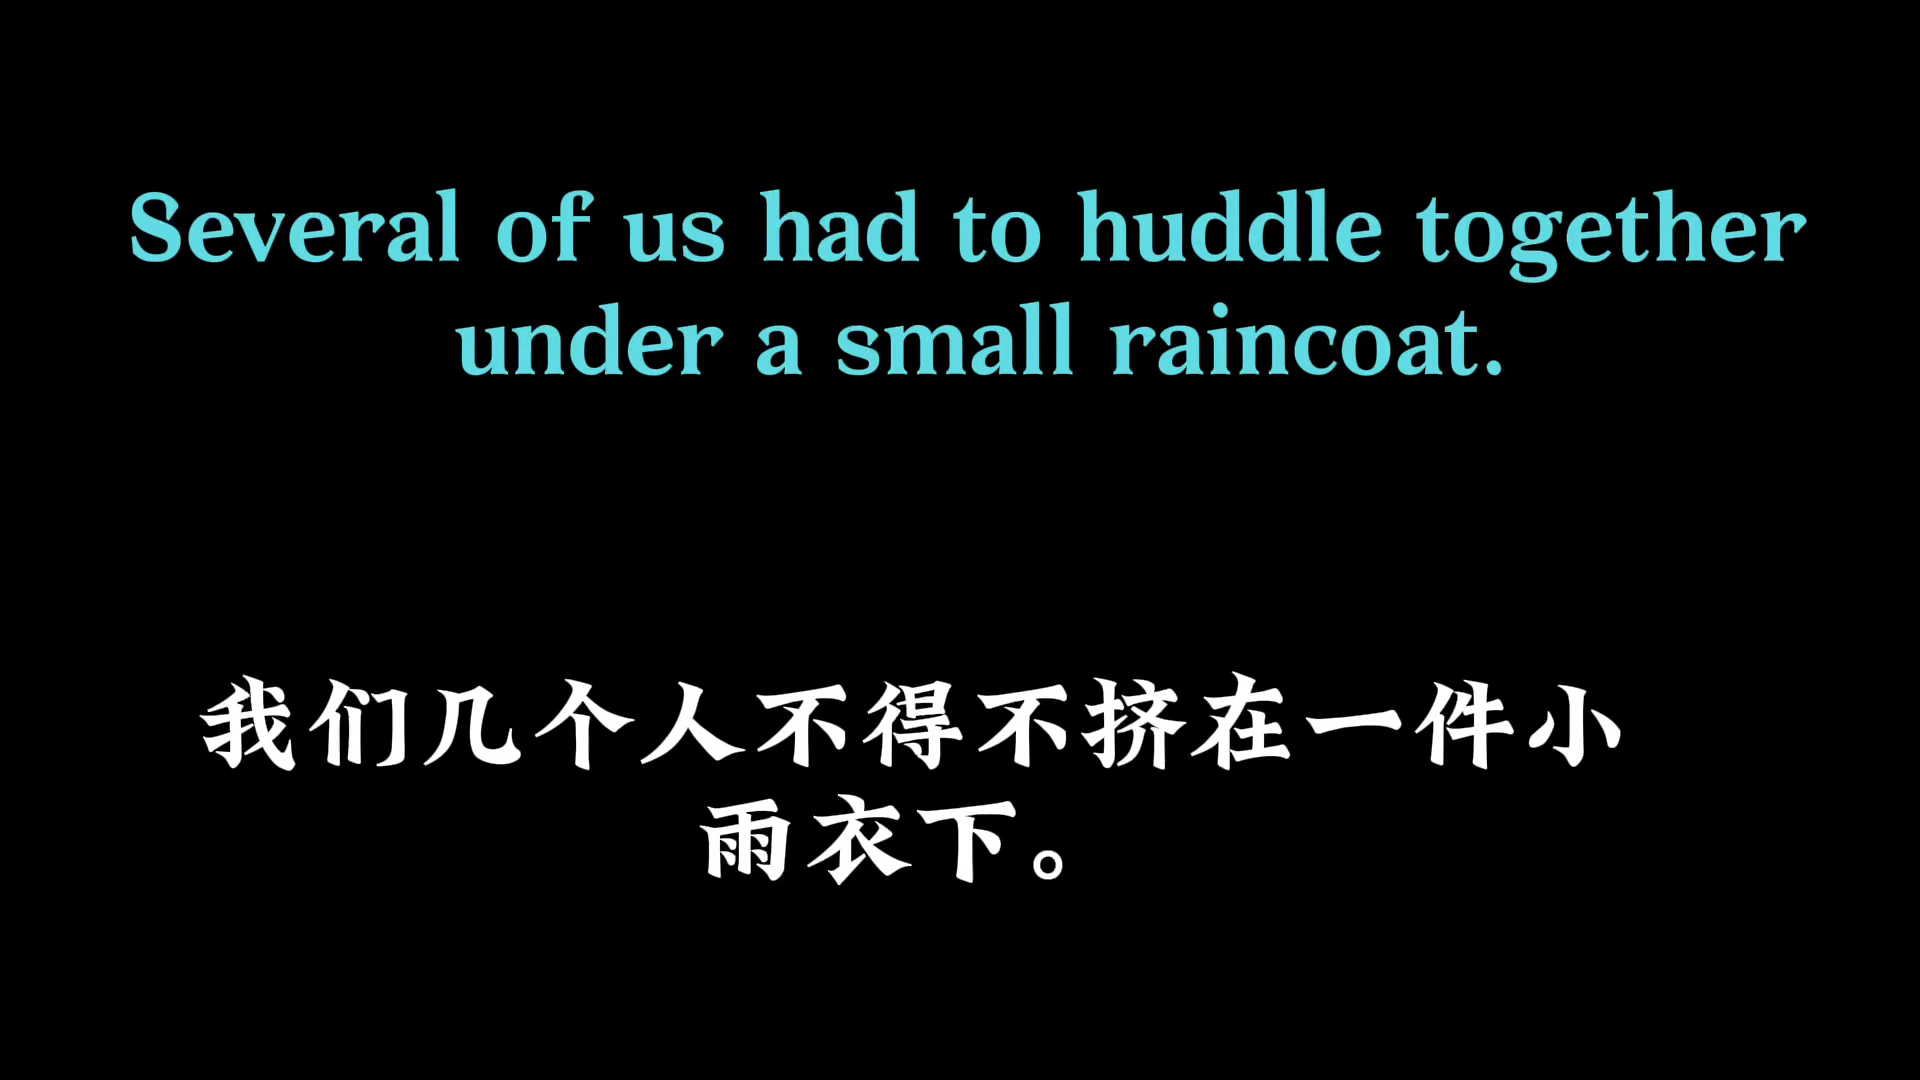 Several of us had to huddle together
under a small raincoat.
我们几个人不得不挤在一件小
雨衣下。